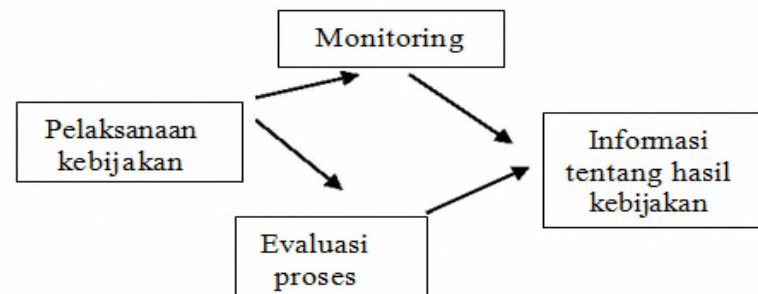 Monitoring
Pelaksanaan
kebijakan
Informasi
tentang hasil
kebijakan
Evaluasi
proses